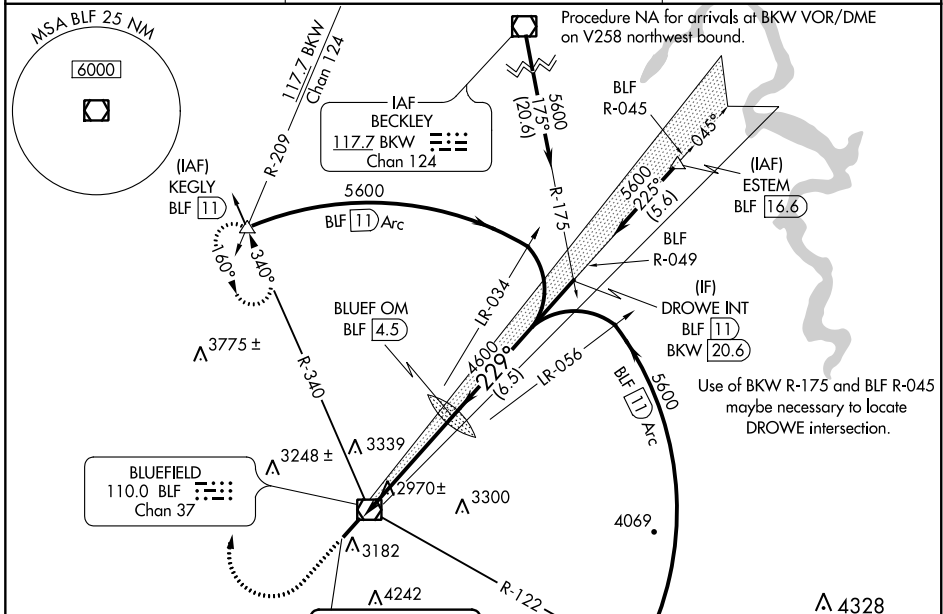 MSA BLF 25 NM
6000
117.7 BKW
Chan 124
R-209
IAF
BECKLEY
117.7 BKW
Chan 124
Procedure NA for arrivals at BKW VOR/DME
on V258 northwest bound.
5600
175°
(20.6)
R-175
BLF
R-045
045°
(IAF)
ESTEM
BLF 16.6
5600
225°
(5.6)
(IAF)
KEGLY
BLF 11
5600
BLF 11 Arc
160°
340°
BLF
R-049
(IF)
DROWE INT
BLF 11
BKW 20.6
BLUEF OM
BLF 4.5
LR-034
4600
229°
(6.5)
LR-056
5600
BLF 11 Arc
Use of BKW R-175 and BLF R-045
maybe necessary to locate
DROWE intersection.
3775 ±
R-340
3339
3248 ±
2970±
3300
BLUEFIELD
110.0 BLF
Chan 37
4069
3182
R-122
4242
4328